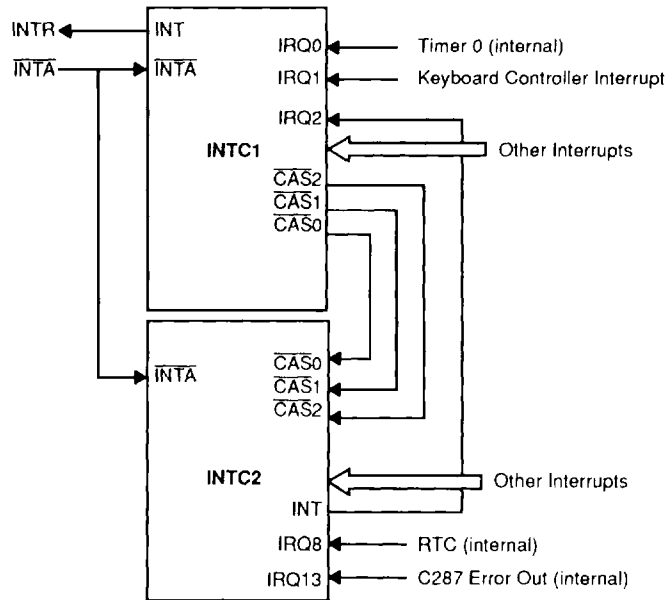 INTR
INT
IRQ0
Timer 0 (internal)
INTA
INTA
IRQ1
Keyboard Controller Interrupt
IRQ2
INTC1
Other Interrupts
CAS2
CAS1
CAS0
INTA
CAS0
CAS1
CAS2
INTC2
Other Interrupts
INT
IRQ8
RTC (internal)
IRQ13
C287 Error Out (internal)